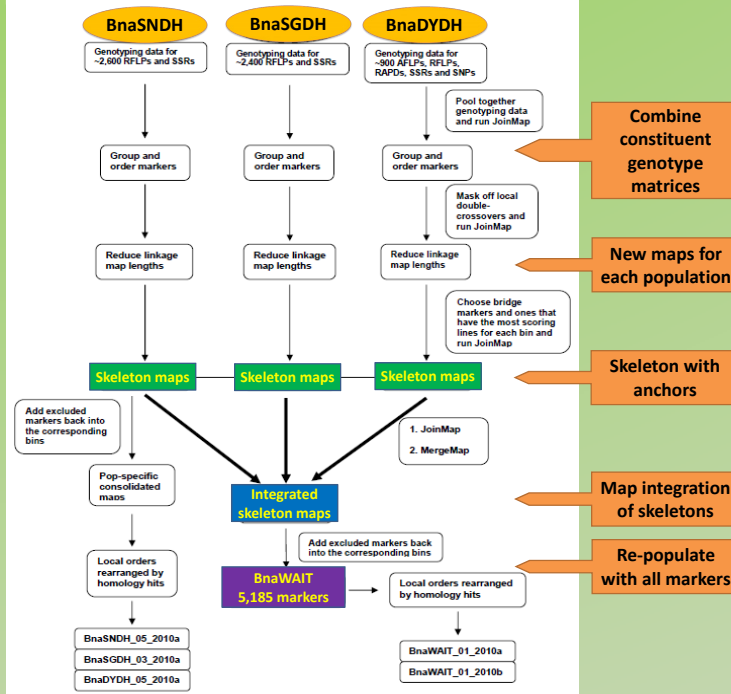 BnaSNDH
BnaSGDH
BnaDYDH
Genotyping data for
~2,600 RFLPs and SSRs
Genotyping data for
~2,400 RFLPs and SSRs
Genotyping data for
~900 AFLPs, RFLPs,
RAPDs, SSRs and SNPs
Pool together
genotyping data
and run JoinMap
Combine
constituent
genotype
matrices
Group and
order markers
Group and
order markers
Group and
order markers
Mask off local
double-
crossovers and
run JoinMap
Reduce linkage
map lengths
Reduce linkage
map lengths
Reduce linkage
map lengths
New maps for
each population
Choose bridge
markers and ones that
have the most scoring
lines for each bin and
run JoinMap
Skeleton maps
Skeleton maps
Skeleton maps
Skeleton with
anchors
Add excluded
markers back into
the corresponding
bins
1. JoinMap
2. MergeMap
Pop-specific
consolidated
maps
Integrated
skeleton maps
Map integration
of skeletons
Add excluded markers back
into the corresponding bins
Re-populate
with all markers
Local orders
rearranged by
homology hits
BnaWAIT
5,185 markers
Local orders rearranged
by homology hits
BnaSNDH_05_2010a
BnaSGDH_03_2010a
BnaDYDH_05_2010a
BnaWAIT_01_2010a
BnaWAIT_01_2010b